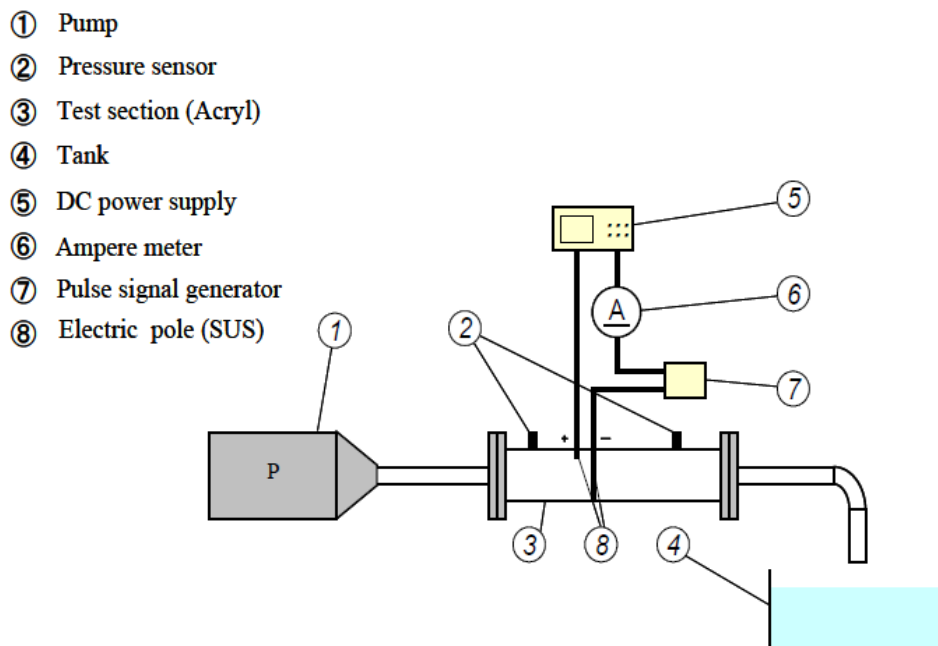 ① Pump
② Pressure sensor
③ Test section (Acryl)
④ Tank
⑤ DC power supply
⑥ Ampere meter
⑦ Pulse signal generator
⑧ Electric pole (SUS)
5
6
A
1
2
7
+ −
P
3
8
4